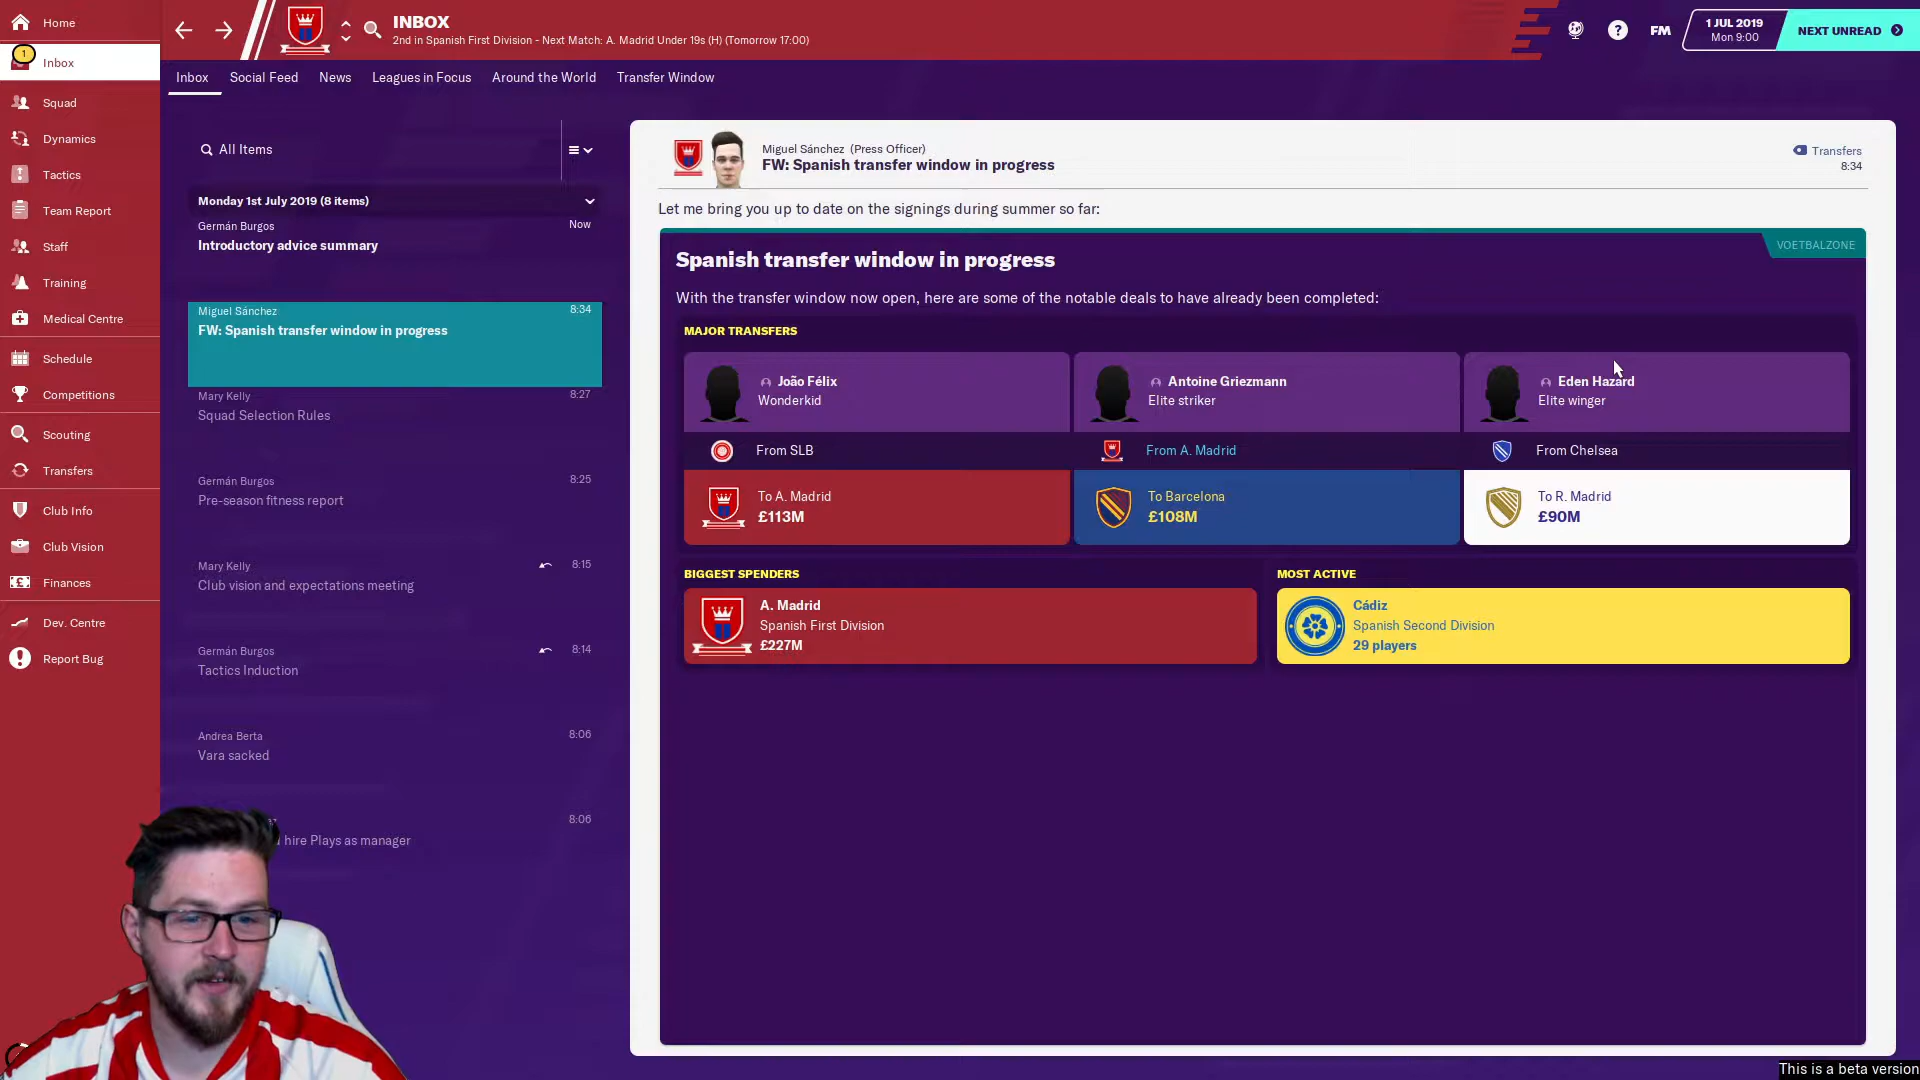 Home
1
Inbox
Squad
Dynamics
Tactics
Team Report
Staff
Training
Medical Centre
Schedule
Competitions
Scouting
Transfers
Club Info
Club Vision
Finances
Dev. Centre
Report Bug
INBOX
2nd in Spanish First Division - Next Match: A. Madrid Under 19s (H) (Tomorrow 17:00)
FM
1 JUL 2019
Mon 9:00
NEXT UNREAD
Inbox
Social Feed
News
Leagues in Focus
Around the World
Transfer Window
All Items
Monday 1st July 2019 (8 items)
Germán Burgos
Now
Introductory advice summary
Miguel Sánchez
8:34
FW: Spanish transfer window in progress
Mary Kelly
8:27
Squad Selection Rules
Germán Burgos
8:25
Pre-season fitness report
Mary Kelly
8:15
Club vision and expectations meeting
Germán Burgos
8:14
Tactics Induction
Andrea Berta
8:06
Vara sacked
8:06
hire Plays as manager
Miguel Sánchez (Press Officer)
FW: Spanish transfer window in progress
Transfers
8:34
Let me bring you up to date on the signings during summer so far:
VOETBALZONE
Spanish transfer window in progress
With the transfer window now open, here are some of the notable deals to have already been completed:
MAJOR TRANSFERS
João Félix
Wonderkid
From SLB
To A. Madrid
£113M
Antoine Griezmann
Elite striker
From A. Madrid
To Barcelona
£108M
Eden Hazard
Elite winger
From Chelsea
To R. Madrid
£90M
BIGGEST SPENDERS
A. Madrid
Spanish First Division
£227M
MOST ACTIVE
Cádiz
Spanish Second Division
29 players
This is a beta version